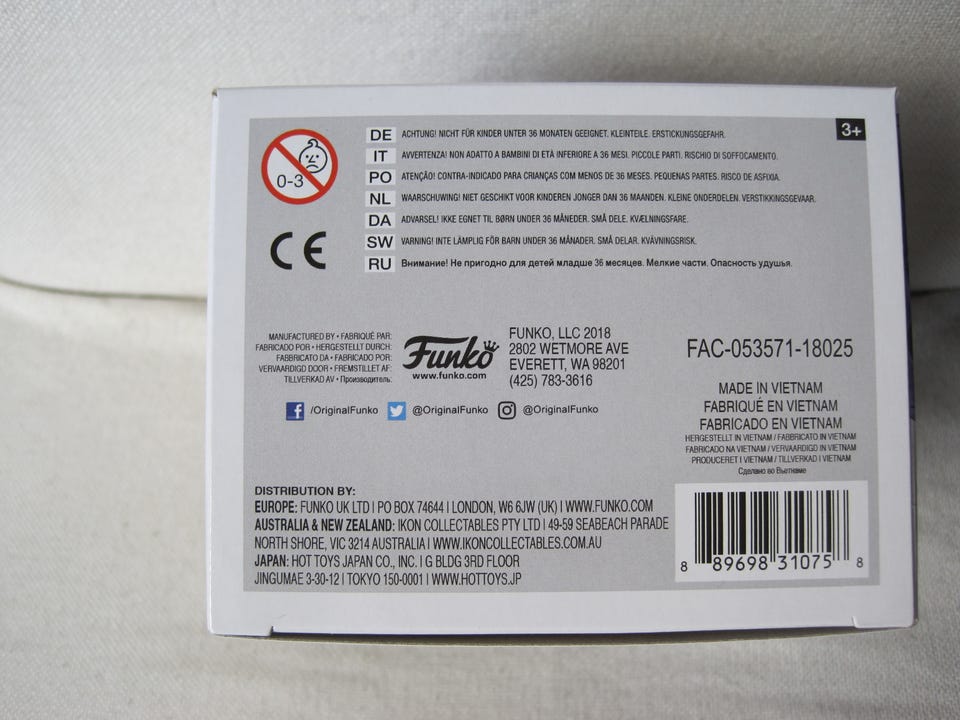 0-3
3+
DE ACHTUNG! NICHT FÜR KINDER UNTER 36 MONATEN GEEIGNET. KLEINTEILE. ERSTICKUNGSGEFAHR.
IT AVVERTENZA! NON ADATTO A BAMBINI DI ETÀ INFERIORE A 36 MESI. PICCOLE PARTI. RISCHIO DI SOFFOCAMENTO.
PO ATENÇÃO! CONTRA-INDICADO PARA CRIANÇAS COM MENOS DE 36 MESES. PEQUENAS PARTES. RISCO DE ASFIXIA.
NL WAARSCHUWING! NIET GESCHIKT VOOR KINDEREN JONGER DAN 36 MAANDEN. KLEINE ONDERDELEN. VERSTIKKINGSGEVAAR.
DA ADVARSEL! IKKE EGNET TIL BØRN UNDER 36 MÅNEDER. SMÅ DELE. KVÆLNINGSFARE.
SW VARNING! INTE LÄMPLIG FÖR BARN UNDER 36 MÅNADER. SMÅ DELAR. KVÄVNINGSRISK.
RU Внимание! Не пригодно для детей младше 36 месяцев. Мелкие части. Опасность удушья.
CE
MANUFACTURED BY • FABRIQUÉ PAR:
FABRICADO POR • HERGESTELLT DURCH:
FABBRICATO DA • FABRICADO POR:
VERVAARDIGD DOOR • FREMSTILLET AF:
TILLVERKAD AV • Производитель:
Funko
www.funko.com
FUNKO, LLC 2018
2802 WETMORE AVE
EVERETT, WA 98201
(425) 783-3616
/OriginalFunko @OriginalFunko @OriginalFunko
FAC-053571-18025
MADE IN VIETNAM
FABRIQUÉ EN VIETNAM
FABRICADO EN VIETNAM
HERGESTELLT IN VIETNAM / FABBRICATO IN VIETNAM
FABRICADO NA VIETNAM / VERVAARDIGD IN VIETNAM
PRODUCERET I VIETNAM / TILLVERKAD I VIETNAM
Сделано во Вьетнаме
DISTRIBUTION BY:
EUROPE: FUNKO UK LTD | PO BOX 74644 | LONDON, W6 6JW (UK) | WWW.FUNKO.COM
AUSTRALIA & NEW ZEALAND: IKON COLLECTABLES PTY LTD | 49-59 SEABEACH PARADE
NORTH SHORE, VIC 3214 AUSTRALIA | WWW.IKONCOLLECTABLES.COM.AU
JAPAN: HOT TOYS JAPAN CO., INC. | G BLDG 3RD FLOOR
JINGUMAE 3-30-12 | TOKYO 150-0001 | WWW.HOTTOYS.JP
8 89698 31075 8